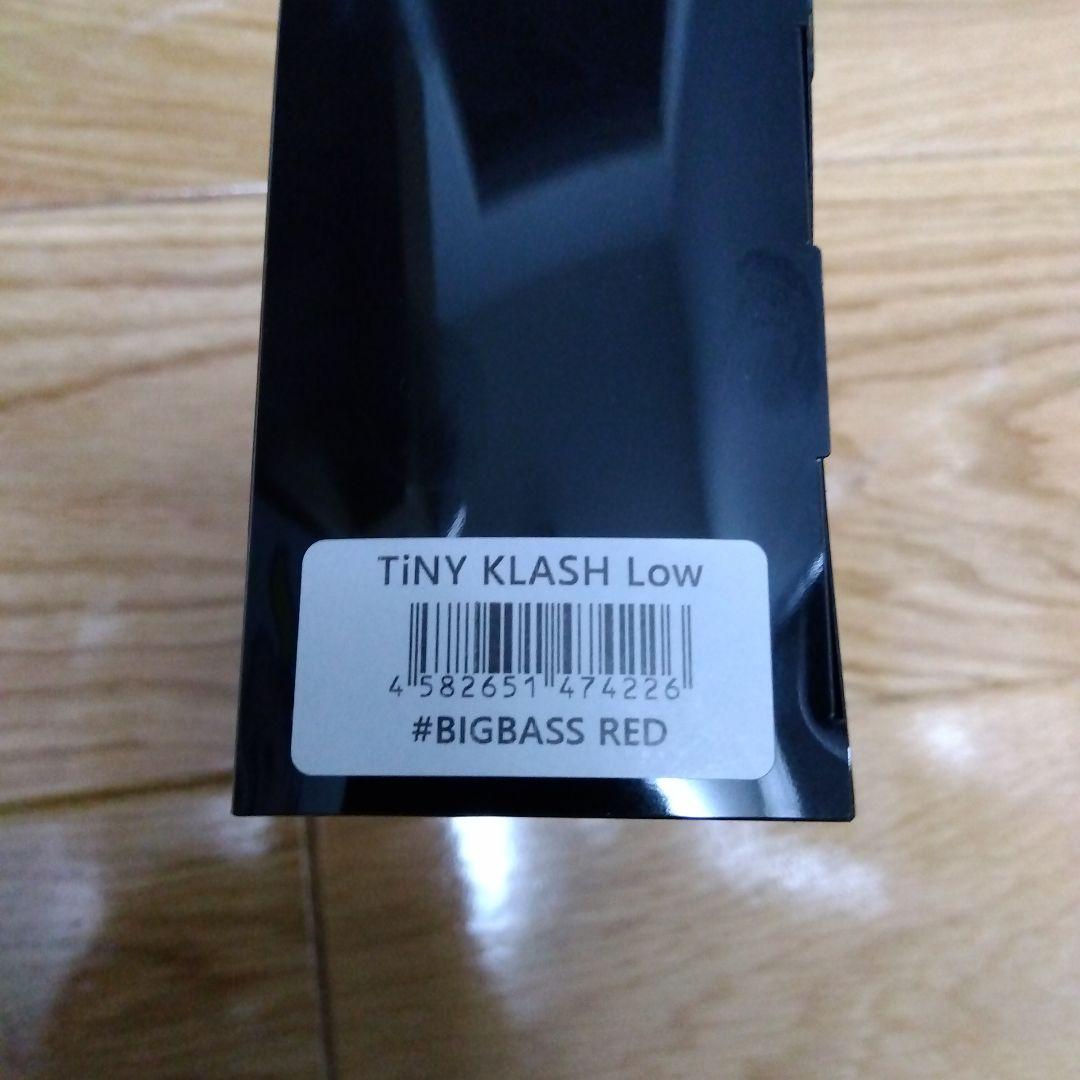 TiNY KLASH Low
4 582651 474226
#BIGBASS RED